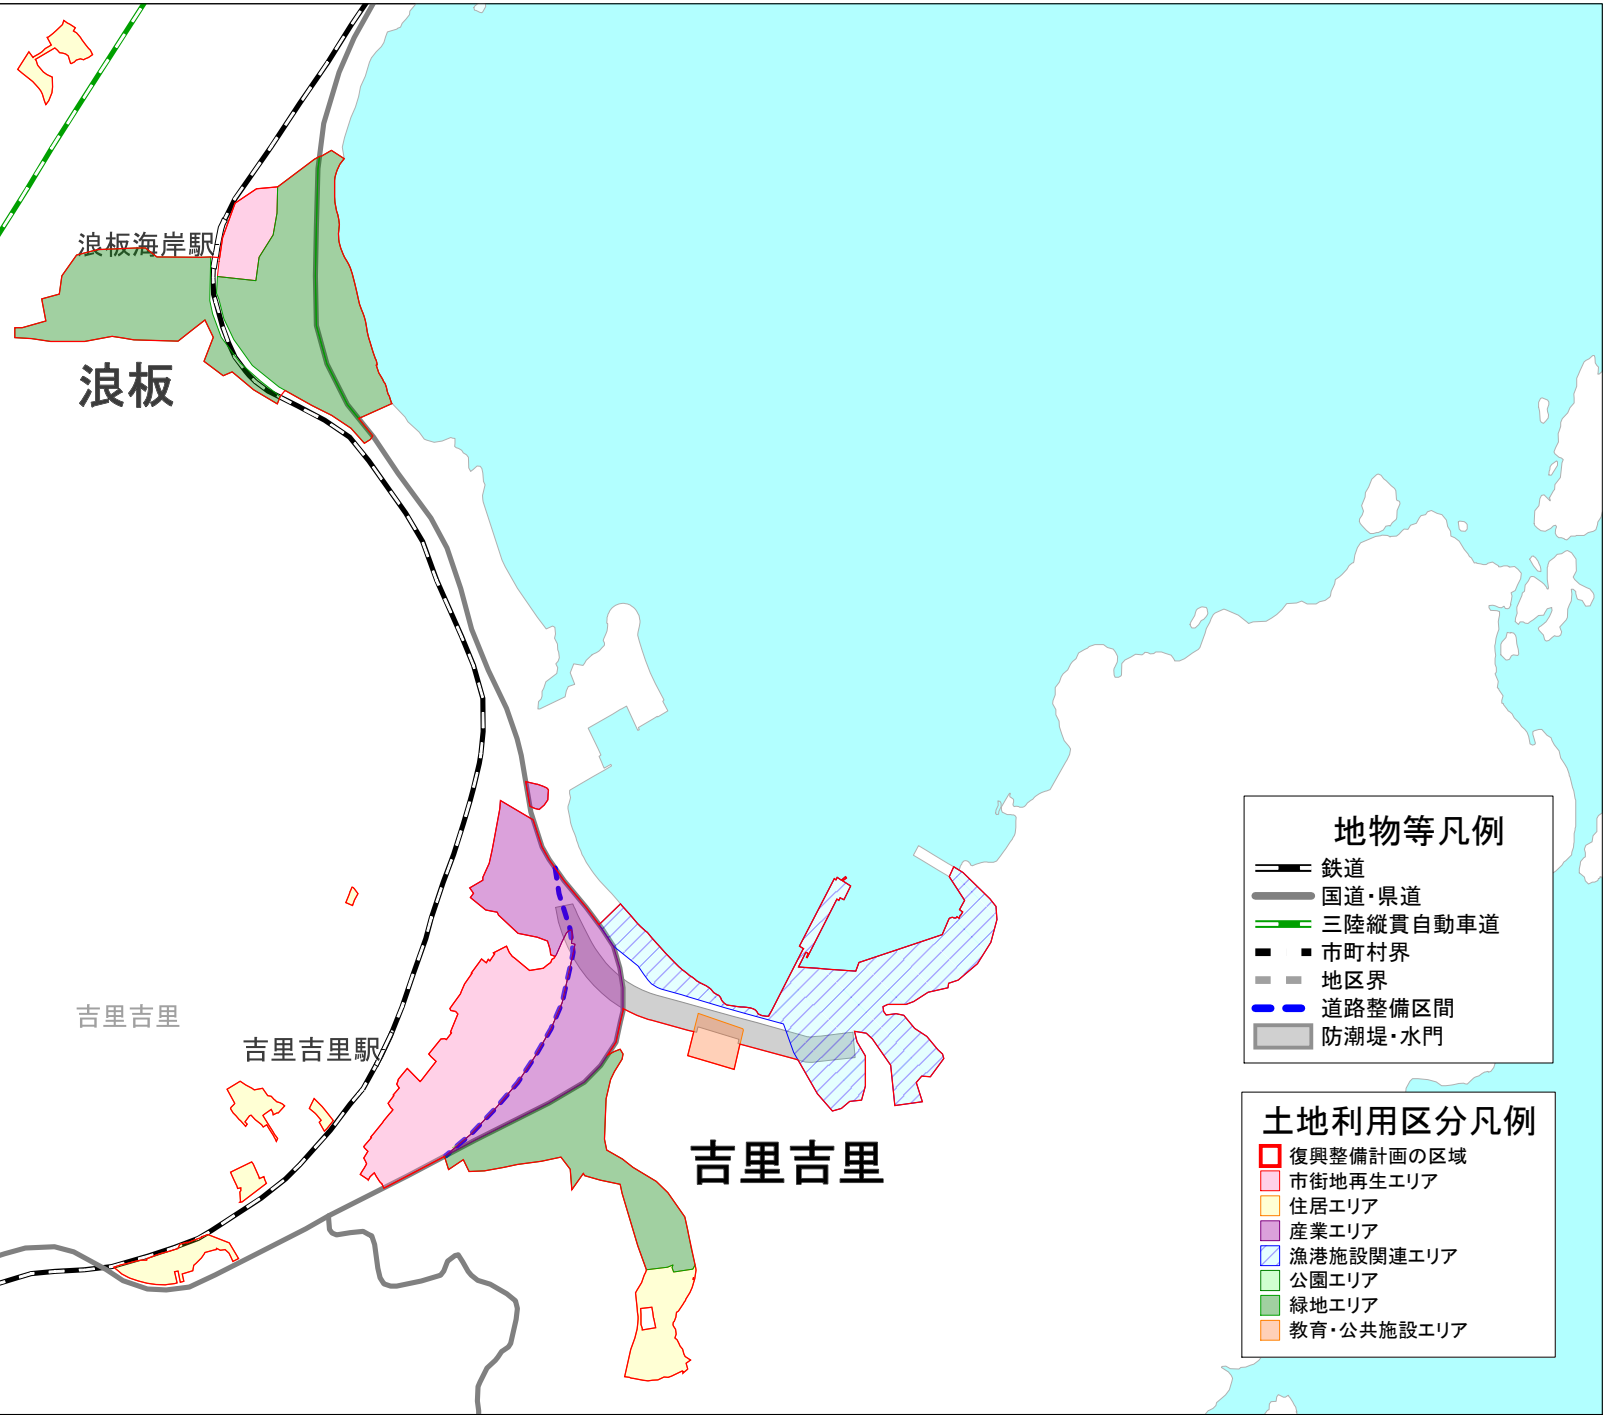 浪板海岸駅
浪板
吉里吉里
吉里吉里駅
吉里吉里
地物等凡例
鉄道
国道・県道
三陸縦貫自動車道
市町村界
地区界
道路整備区間
防潮堤・水門
土地利用区分凡例
復興整備計画の区域
市街地再生エリア
住居エリア
産業エリア
漁港施設関連エリア
公園エリア
緑地エリア
教育・公共施設エリア